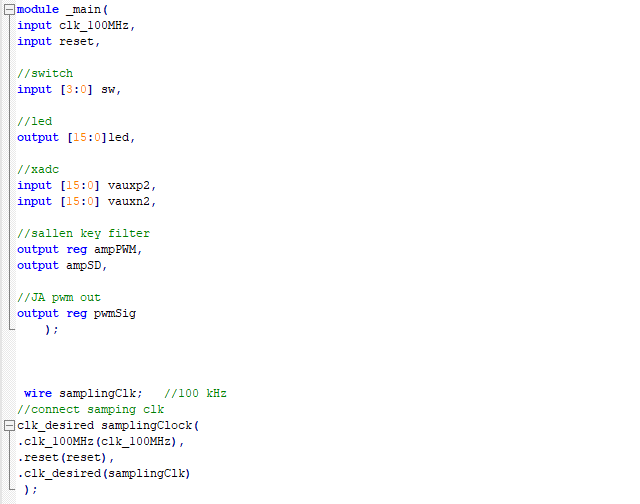 module _main(
input clk_100MHz,
input reset,
//switch
input [3:0] sw,
//led
output [15:0]led,
//xadc
input [15:0] vauxp2,
input [15:0] vauxn2,
//sallen key filter
output reg ampPWM,
output ampSD,
//JA pwm out
output reg pwmSig
);
wire samplingClk; //100 kHz
//connect samping clk
clk_desired samplingClock(
.clk_100MHz(clk_100MHz),
.reset(reset),
.clk_desired(samplingClk)
);